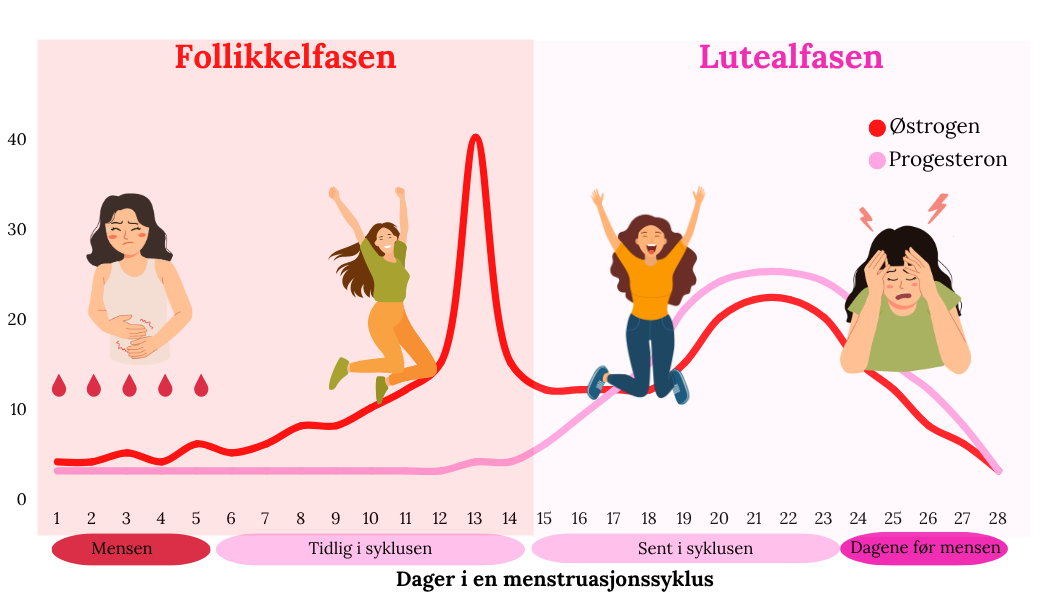 Follikkelfasen
Lutealfasen
Østrogen
Progesteron
40
30
20
10
0
1 2 3 4 5 6 7 8 9 10 11 12 13 14 15 16 17 18 19 20 21 22 23 24 25 26 27 28
Mensen
Tidlig i syklusen
Sent i syklusen
Dagene før mensen
Dager i en menstruasjonssyklus